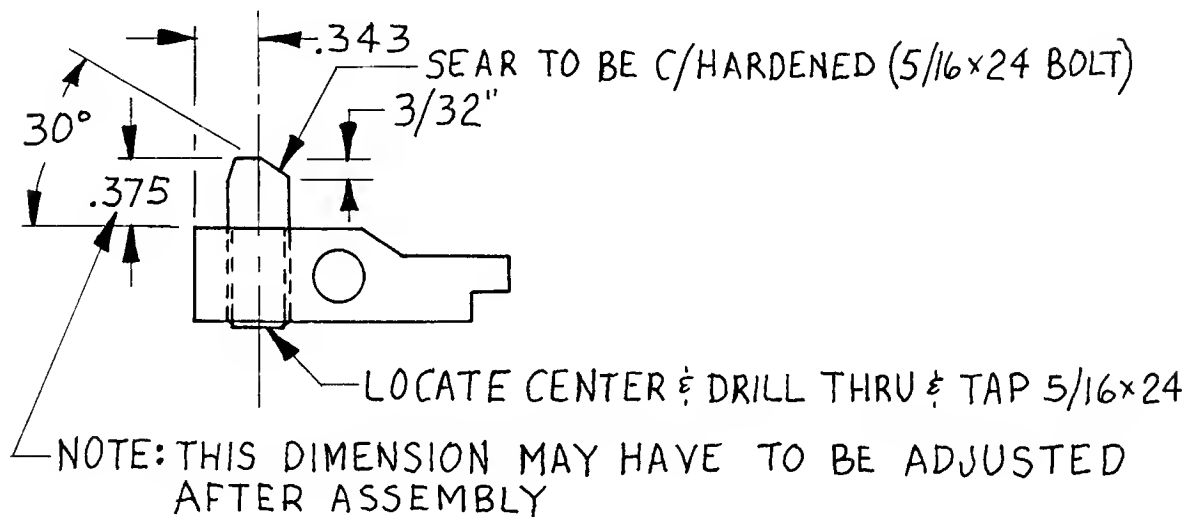 .343
SEAR TO BE C/HARDENED (5/16×24 BOLT)
3/32"
30°
.375
LOCATE CENTER & DRILL THRU & TAP 5/16×24
NOTE: THIS DIMENSION MAY HAVE TO BE ADJUSTED
AFTER ASSEMBLY